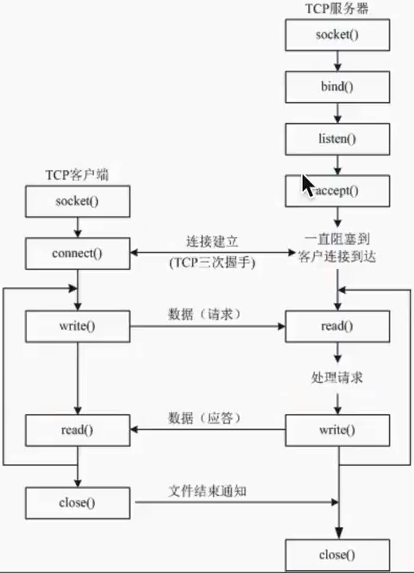 TCP服务器
socket()
bind()
listen()
accept()
TCP客户端
socket()
connect()
连接建立
(TCP三次握手)
一直阻塞到
客户连接到达
write()
数据（请求）
read()
处理请求
read()
数据（应答）
write()
close()
文件结束通知
close()